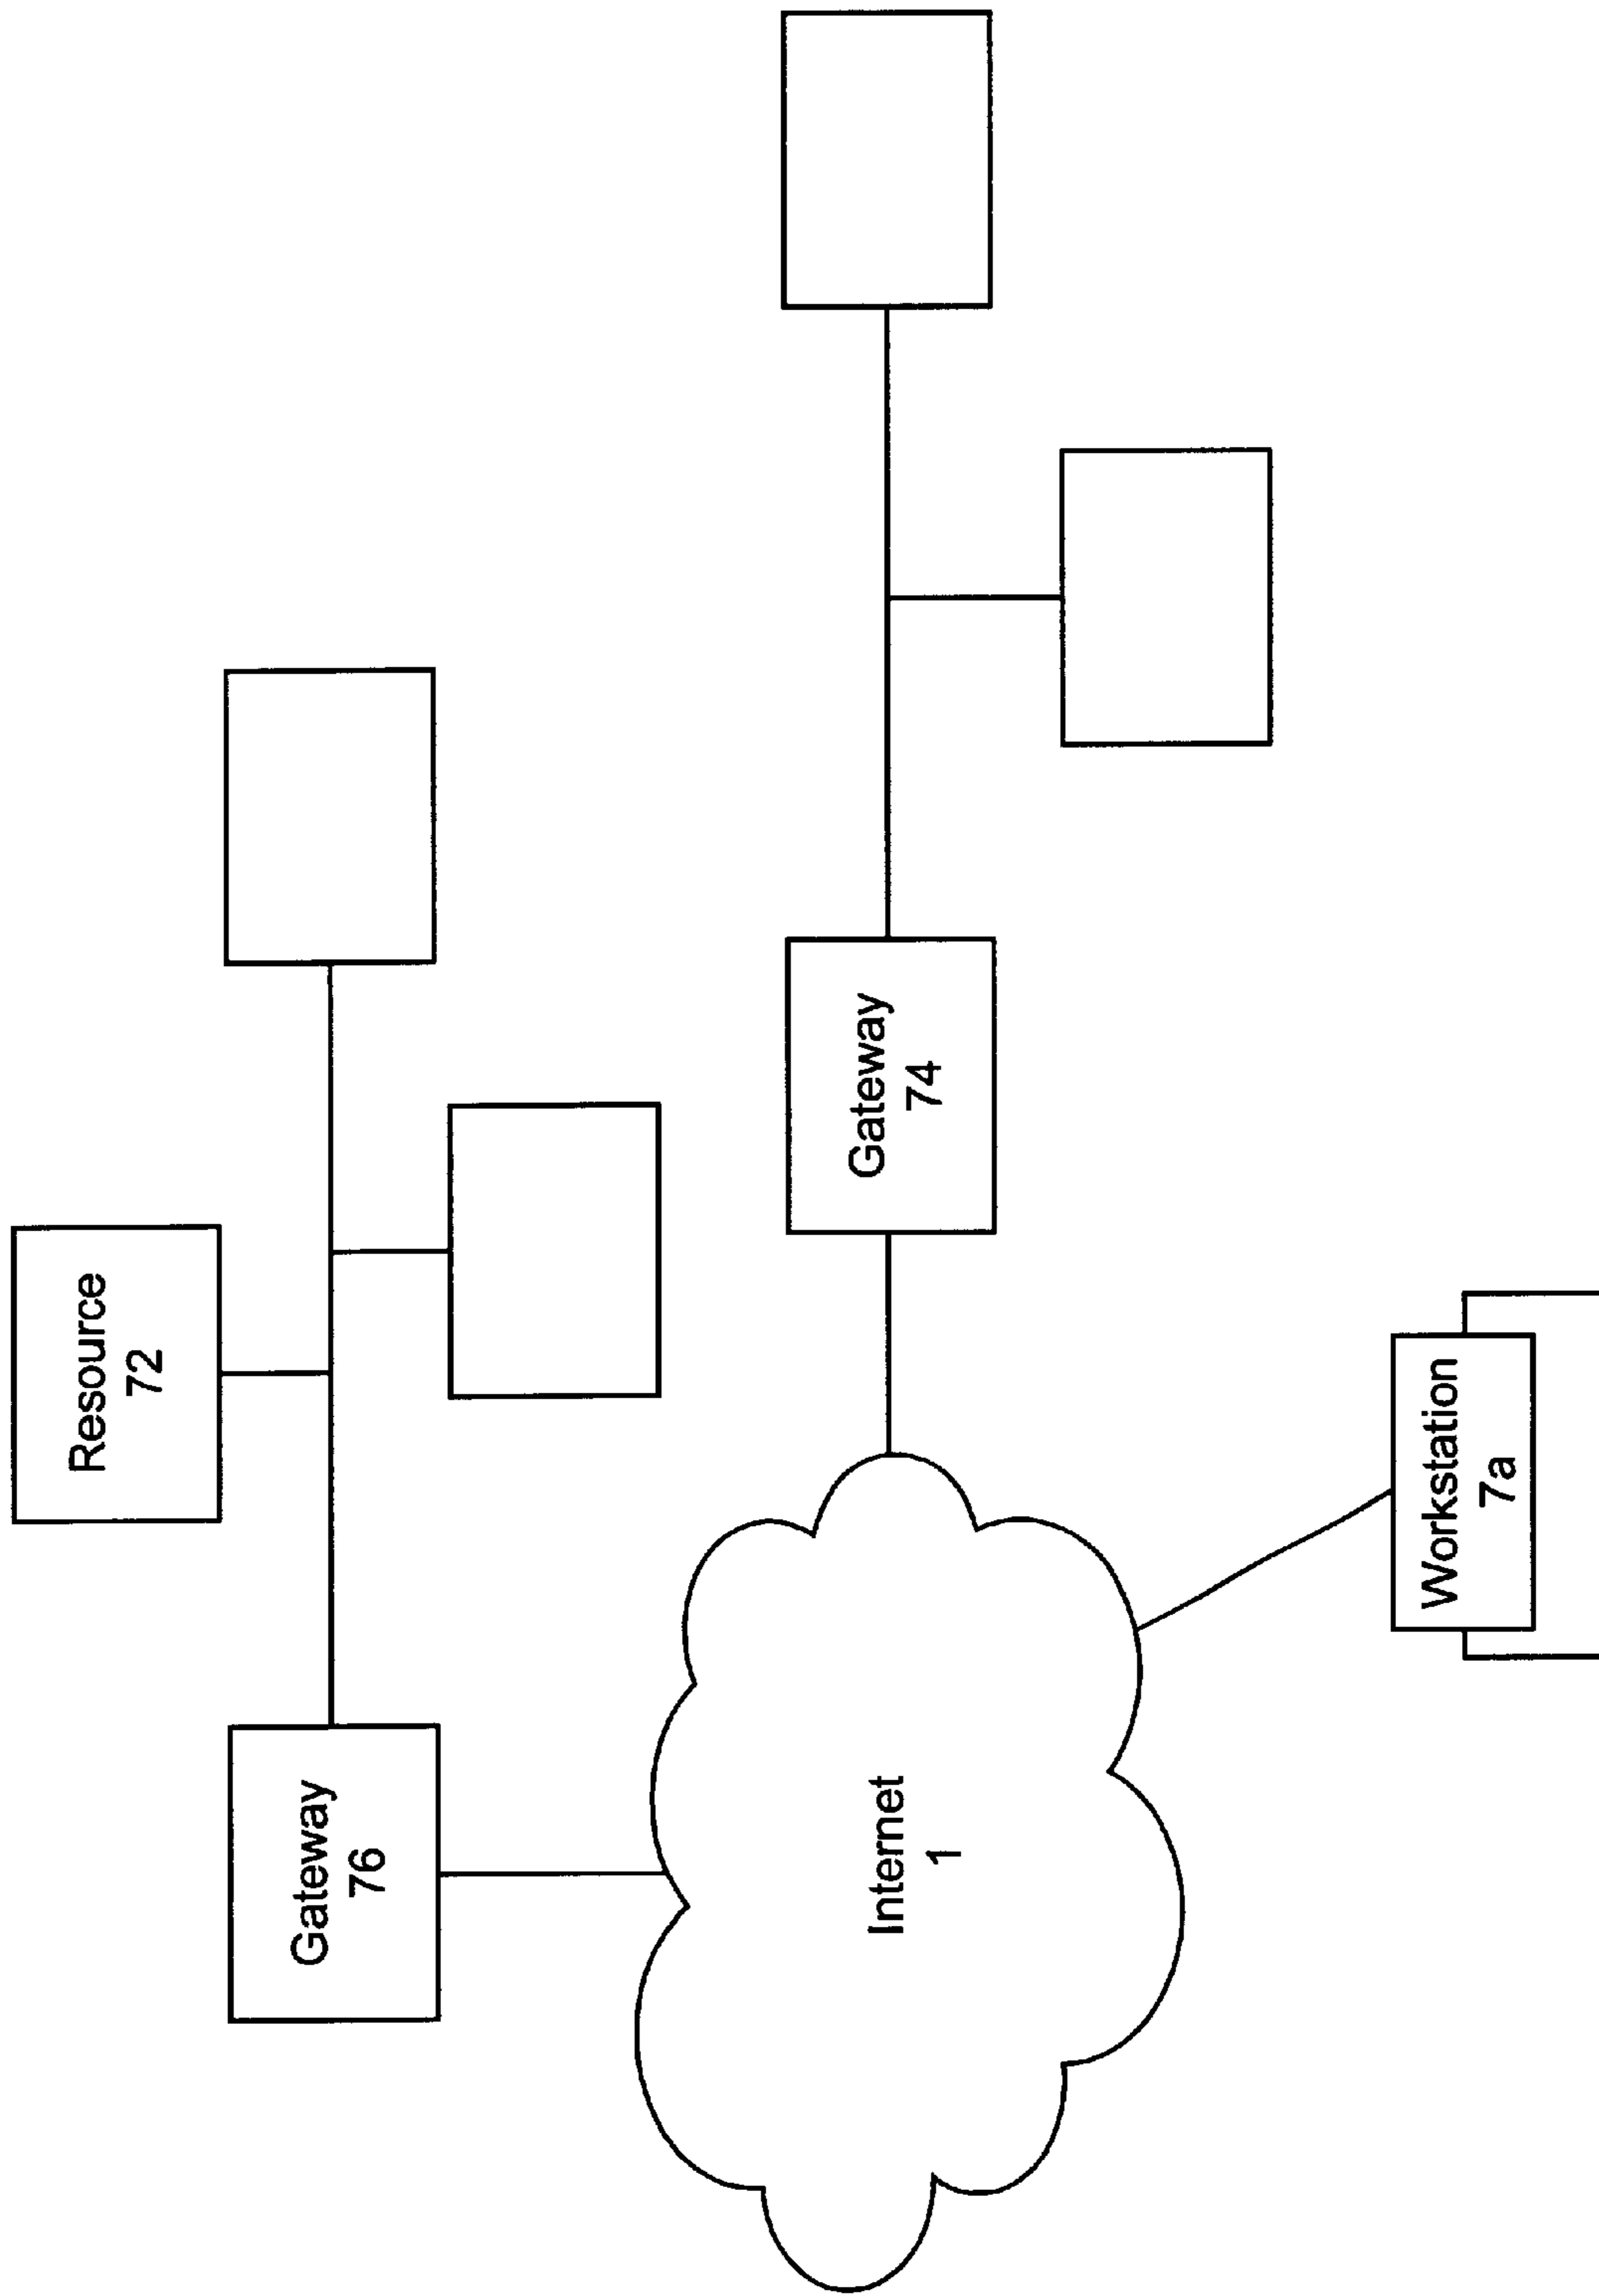 Resource
72
Gateway
76
Gateway
74
Internet
1
Workstation
7a